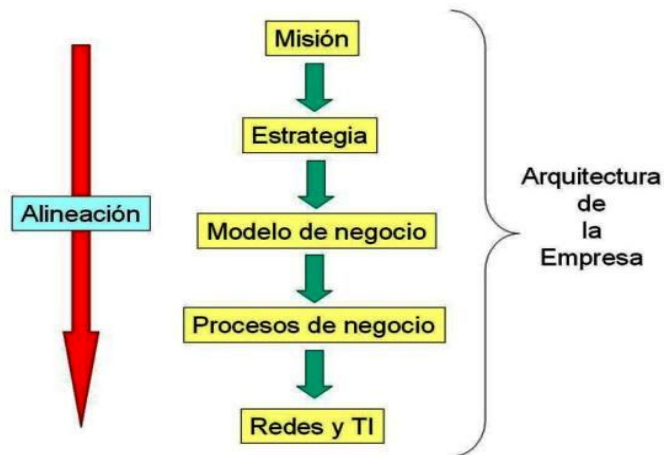 Misión
Estrategia
Alineación
Modelo de negocio
Procesos de negocio
Redes y TI
Arquitectura
de
la
Empresa